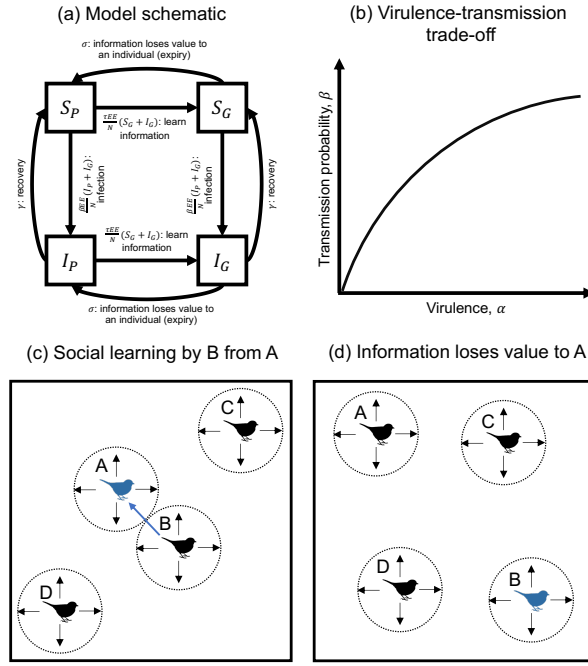 (a) Model schematic
σ: information loses value to
an individual (expiry)
S_P
S_G
τEE/N (S_G + I_G): learn
information
γ: recovery
βEE/N (I_P + I_G):
infection
βEE/N (I_P + I_G):
infection
γ: recovery
τEE/N (S_G + I_G): learn
information
I_P
I_G
σ: information loses value to
an individual (expiry)
(b) Virulence-transmission
trade-off
Transmission probability, β
Virulence, α
(c) Social learning by B from A
C
A
B
D
(d) Information loses value to A
A
C
D
B